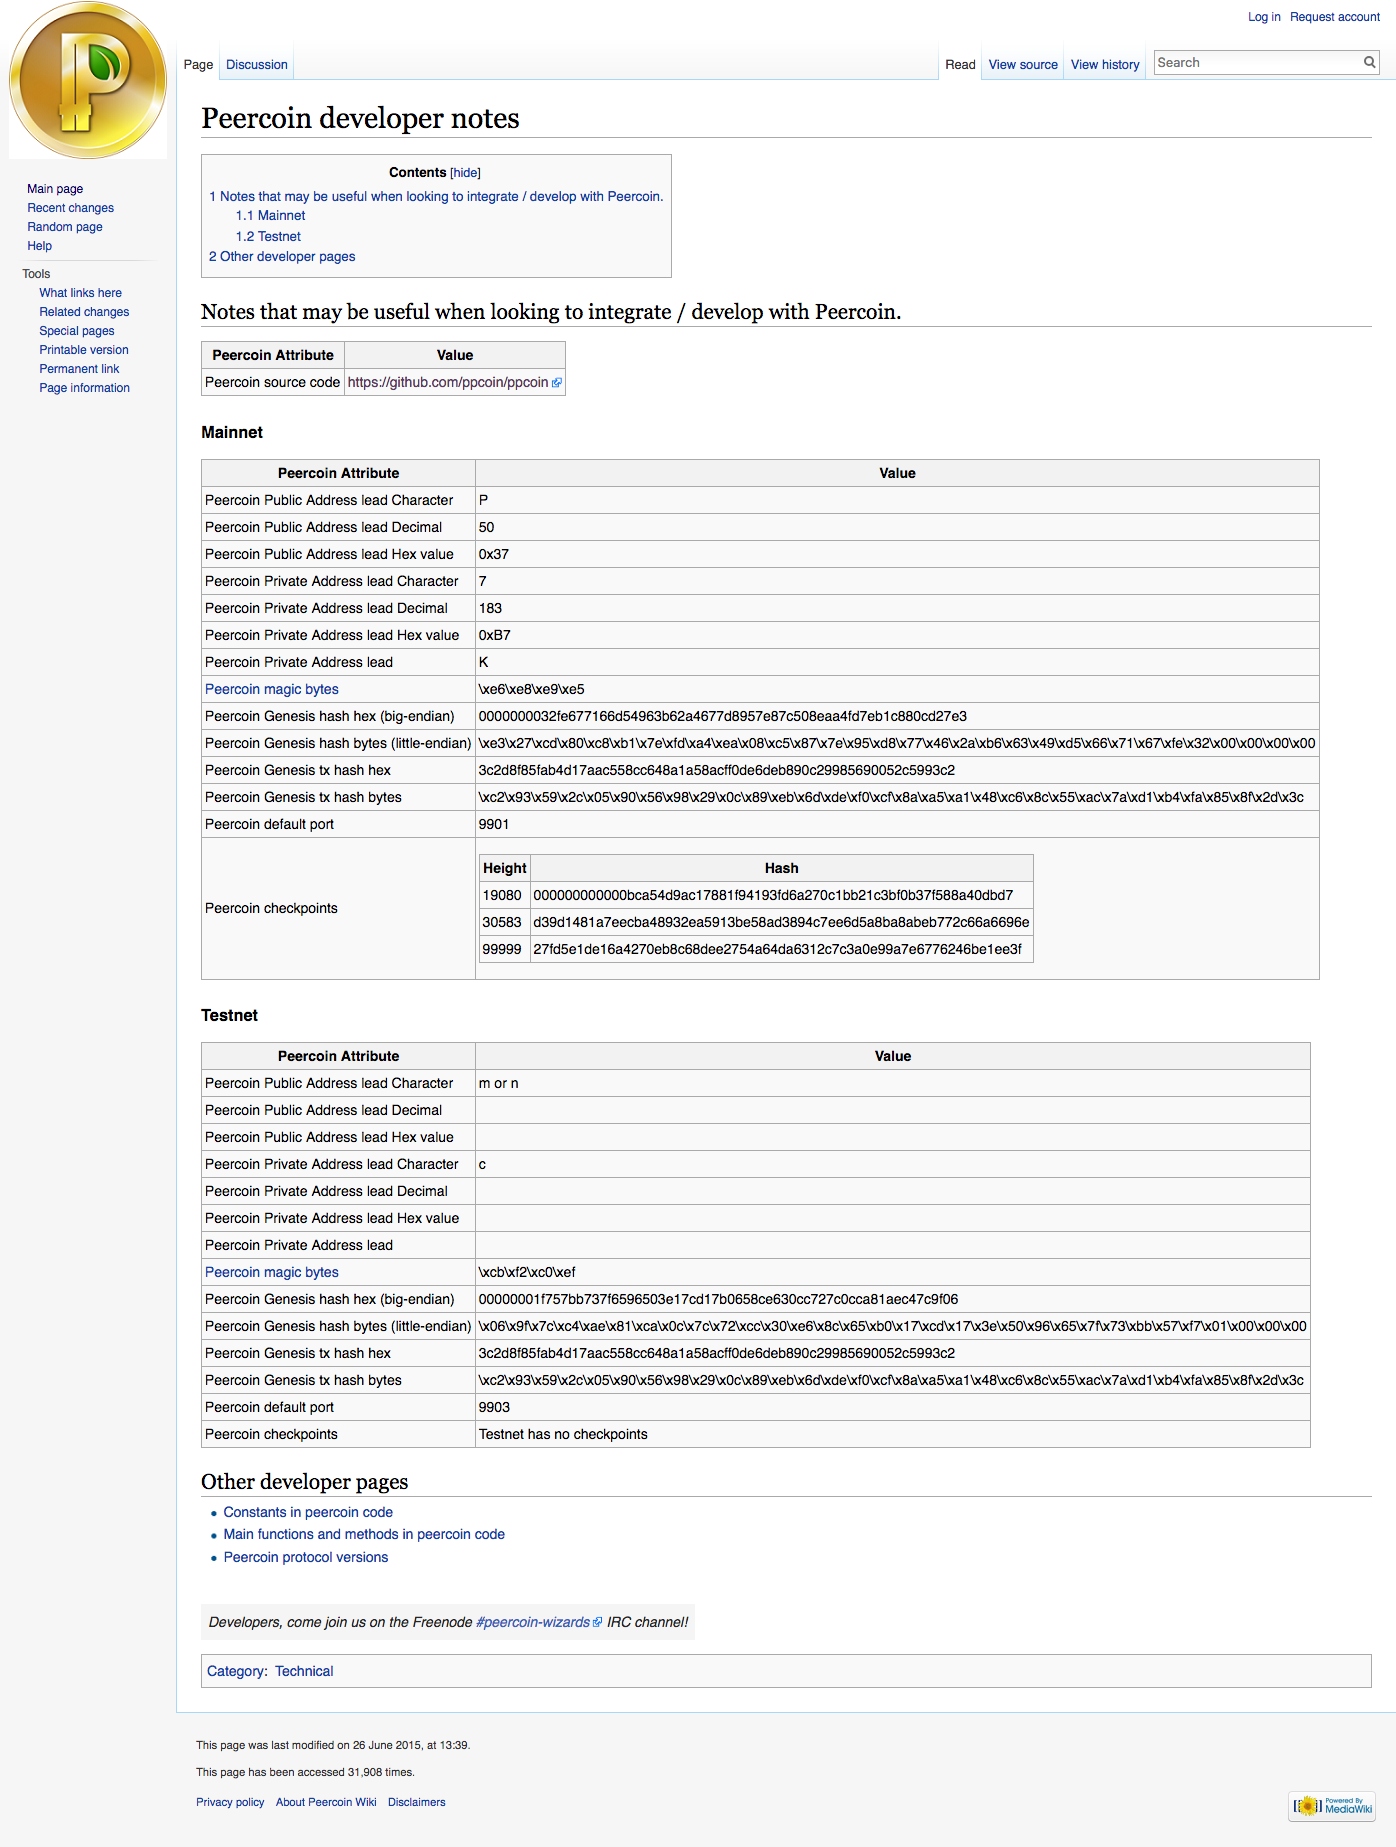 Log in Request account
Page Discussion Read View source View history Search
Main page
Recent changes
Random page
Help
Tools
What links here
Related changes
Special pages
Printable version
Permanent link
Page information
Peercoin developer notes
Contents [hide]
1 Notes that may be useful when looking to integrate / develop with Peercoin.
1.1 Mainnet
1.2 Testnet
2 Other developer pages
Notes that may be useful when looking to integrate / develop with Peercoin.
Peercoin Attribute Value
Peercoin source code https://github.com/ppcoin/ppcoin
Mainnet
Peercoin Attribute Value
Peercoin Public Address lead Character P
Peercoin Public Address lead Decimal 50
Peercoin Public Address lead Hex value 0x37
Peercoin Private Address lead Character 7
Peercoin Private Address lead Decimal 183
Peercoin Private Address lead Hex value 0xB7
Peercoin Private Address lead K
Peercoin magic bytes \xe6\xe8\xe9\xe5
Peercoin Genesis hash hex (big-endian) 0000000032fe677166d54963b62a4677d8957e87c508eaa4fd7eb1c880cd27e3
Peercoin Genesis hash bytes (little-endian) \xe3\x27\xcd\x80\xc8\xb1\x7e\xfd\xa4\xea\x08\xc5\x87\x7e\x95\xd8\x77\x46\x2a\xb6\x63\x49\xd5\x66\x71\x67\xfe\x32\x00\x00\x00\x00
Peercoin Genesis tx hash hex 3c2d8f85fab4d17aac558cc648a1a58acff0de6deb890c29985690052c5993c2
Peercoin Genesis tx hash bytes \xc2\x93\x59\x2c\x05\x90\x56\x98\x29\x0c\x89\xeb\x6d\xde\xf0\xcf\x8a\xa5\xa1\x48\xc6\x8c\x55\xac\x7a\xd1\xb4\xfa\x85\x8f\x2d\x3c
Peercoin default port 9901
Peercoin checkpoints
Height Hash
19080 000000000000bca54d9ac17881f94193fd6a270c1bb21c3bf0b37f588a40dbd7
30583 d39d1481a7eecba48932ea5913be58ad3894c7ee6d5a8ba8abeb772c66a6696e
99999 27fd5e1de16a4270eb8c68dee2754a64da6312c7c3a0e99a7e6776246be1ee3f
Testnet
Peercoin Attribute Value
Peercoin Public Address lead Character m or n
Peercoin Public Address lead Decimal
Peercoin Public Address lead Hex value
Peercoin Private Address lead Character c
Peercoin Private Address lead Decimal
Peercoin Private Address lead Hex value
Peercoin Private Address lead
Peercoin magic bytes \xcb\xf2\xc0\xef
Peercoin Genesis hash hex (big-endian) 00000001f757bb737f6596503e17cd17b0658ce630cc727c0cca81aec47c9f06
Peercoin Genesis hash bytes (little-endian) \x06\x9f\x7c\xc4\xae\x81\xca\x0c\x7c\x72\xcc\x30\xe6\x8c\x65\xb0\x17\xcd\x17\x3e\x50\x96\x65\x7f\x73\xbb\x57\xf7\x01\x00\x00\x00
Peercoin Genesis tx hash hex 3c2d8f85fab4d17aac558cc648a1a58acff0de6deb890c29985690052c5993c2
Peercoin Genesis tx hash bytes \xc2\x93\x59\x2c\x05\x90\x56\x98\x29\x0c\x89\xeb\x6d\xde\xf0\xcf\x8a\xa5\xa1\x48\xc6\x8c\x55\xac\x7a\xd1\xb4\xfa\x85\x8f\x2d\x3c
Peercoin default port 9903
Peercoin checkpoints Testnet has no checkpoints
Other developer pages
Constants in peercoin code
Main functions and methods in peercoin code
Peercoin protocol versions
Developers, come join us on the Freenode #peercoin-wizards IRC channel!
Category: Technical
This page was last modified on 26 June 2015, at 13:39.
This page has been accessed 31,908 times.
Privacy policy About Peercoin Wiki Disclaimers
Powered By
MediaWiki